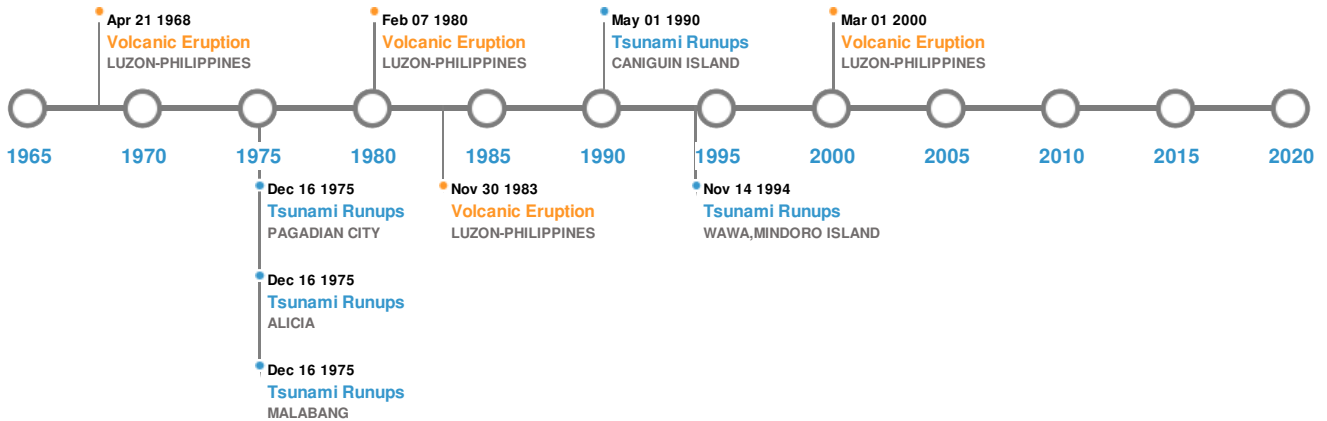 Apr 21 1968
Volcanic Eruption
LUZON-PHILIPPINES
Feb 07 1980
Volcanic Eruption
LUZON-PHILIPPINES
May 01 1990
Tsunami Runups
CANIGUIN ISLAND
Mar 01 2000
Volcanic Eruption
LUZON-PHILIPPINES
1965 1970 1975 1980 1985 1990 1995 2000 2005 2010 2015 2020
Dec 16 1975
Tsunami Runups
PAGADIAN CITY
Dec 16 1975
Tsunami Runups
ALICIA
Dec 16 1975
Tsunami Runups
MALABANG
Nov 30 1983
Volcanic Eruption
LUZON-PHILIPPINES
Nov 14 1994
Tsunami Runups
WAWA,MINDORO ISLAND